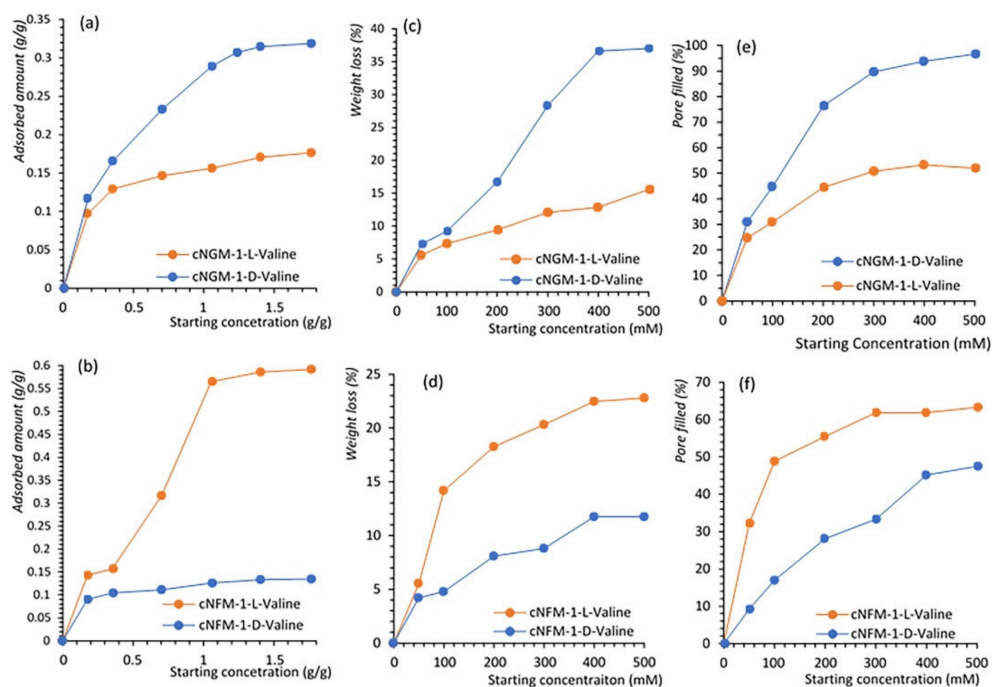 (a)
Adsorbed amount (g/g)
0.35
0.3
0.25
0.2
0.15
0.1
0.05
0
cNGM-1-L-Valine
cNGM-1-D-Valine
0
0.5
1
1.5
Starting concetration (g/g)
(c)
Weight loss (%)
40
35
30
25
20
15
10
5
0
cNGM-1-L-Valine
cNGM-1-D-Valine
0
100
200
300
400
500
Starting concentration (mM)
(e)
Pore filled (%)
100
90
80
70
60
50
40
30
20
10
0
cNGM-1-D-Valine
cNGM-1-L-Valine
0
100
200
300
400
500
Starting Concentration (mM)
(b)
Adsorbed amount (g/g)
0.6
0.55
0.5
0.45
0.4
0.35
0.3
0.25
0.2
0.15
0.1
0.05
0
cNFM-1-L-Valine
cNFM-1-D-Valine
0
0.5
1
1.5
Starting concetration (g/g)
(d)
Weight loss (%)
25
20
15
10
5
0
cNFM-1-L-Valine
cNFM-1-D-Valine
0
100
200
300
400
500
Starting concentraiton (mM)
(f)
Pore filled (%)
70
60
50
40
30
20
10
0
cNFM-1-L-Valine
cNFM-1-D-Valine
0
100
200
300
400
500
Starting concentration (mM)